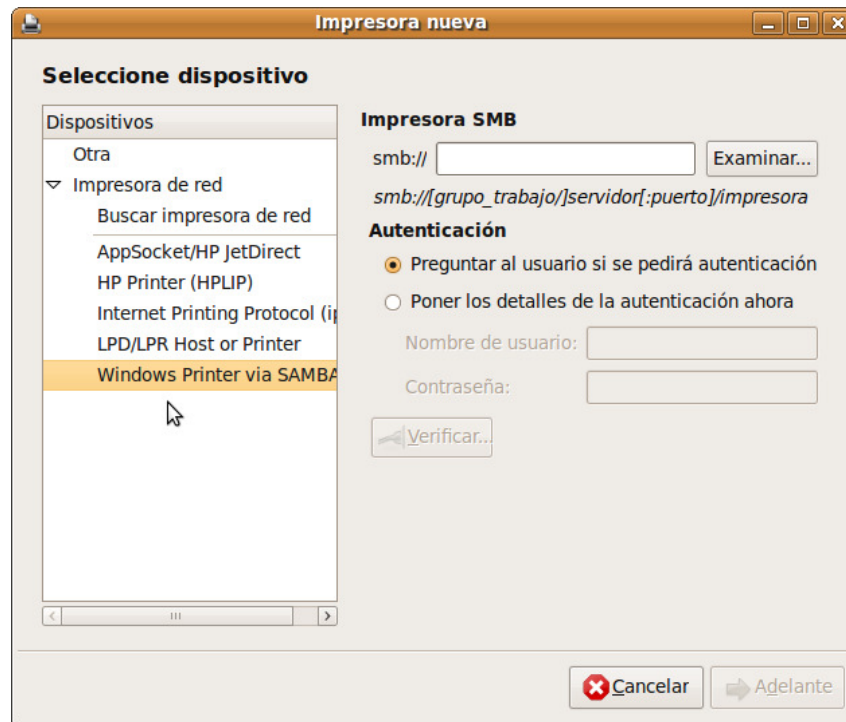 Impresora nueva
Seleccione dispositivo
Dispositivos
Otra
Impresora de red
Buscar impresora de red
AppSocket/HP JetDirect
HP Printer (HPLIP)
Internet Printing Protocol (ip
LPD/LPR Host or Printer
Windows Printer via SAMBA
Impresora SMB
smb:// Examinar...
smb://[grupo_trabajo/]servidor[:puerto]/impresora
Autenticación
Preguntar al usuario si se pedirá autenticación
Poner los detalles de la autenticación ahora
Nombre de usuario:
Contraseña:
Verificar...
Cancelar Adelante